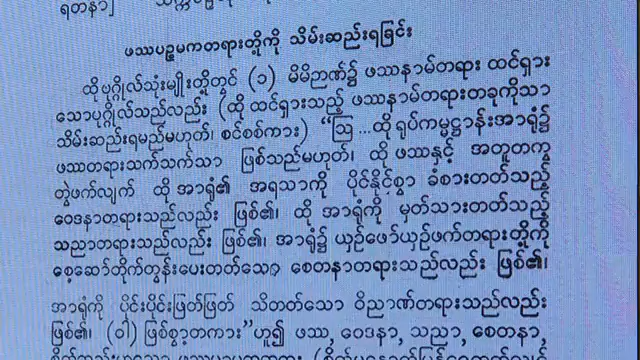 ရတနာ]
ဖဿပဉ္စမကတရားတို့ကို သိမ်းဆည်းရခြင်း
ထိုပုဂ္ဂိုလ်သုံးမျိုးတို့တွင် (၁) မိမိဉာဏ်၌ ဖဿနာမ်တရား ထင်ရှား
သောပုဂ္ဂိုလ်သည်လည်း (ထို ထင်ရှားသည့် ဖဿနာမ်တရားတစ်ခုကိုသာ
သိမ်းဆည်းရမည်မဟုတ်၊ စင်စစ်ကား) “ဩ ...ထို ရုပ်ကမ္မဋ္ဌာန်းအာရုံ၌
ဖဿတရားသက်သက်သာ ဖြစ်သည်မဟုတ်၊ ထို ဖဿနှင့် အတူတကွ
တွဲဖက်လျက် ထို အာရုံ၏ အရသာကို ပိုင်နိုင်စွာ ခံစားတတ်သည့်
ဝေဒနာတရားသည်လည်း ဖြစ်၏၊ ထို အာရုံကို မှတ်သားတတ်သည့်
သညာတရားသည်လည်း ဖြစ်၏၊ အာရုံ၌ ယှဉ်ဖော်ယှဉ်ဖက်တရားတို့ကို
စေ့ဆော်တိုက်တွန်းပေးတတ်သော စေတနာတရားသည်လည်း ဖြစ်၏၊
အာရုံကို ပိုင်းပိုင်းဖြတ်ဖြတ် သိတတ်သော ဝိညာဏ်တရားသည်လည်း
ဖြစ်၏၊ (ဝါ) ဖြစ်စွာ့တကား”ဟူ၍ ဖဿ, ဝေဒနာ, သညာ, စေတနာ,